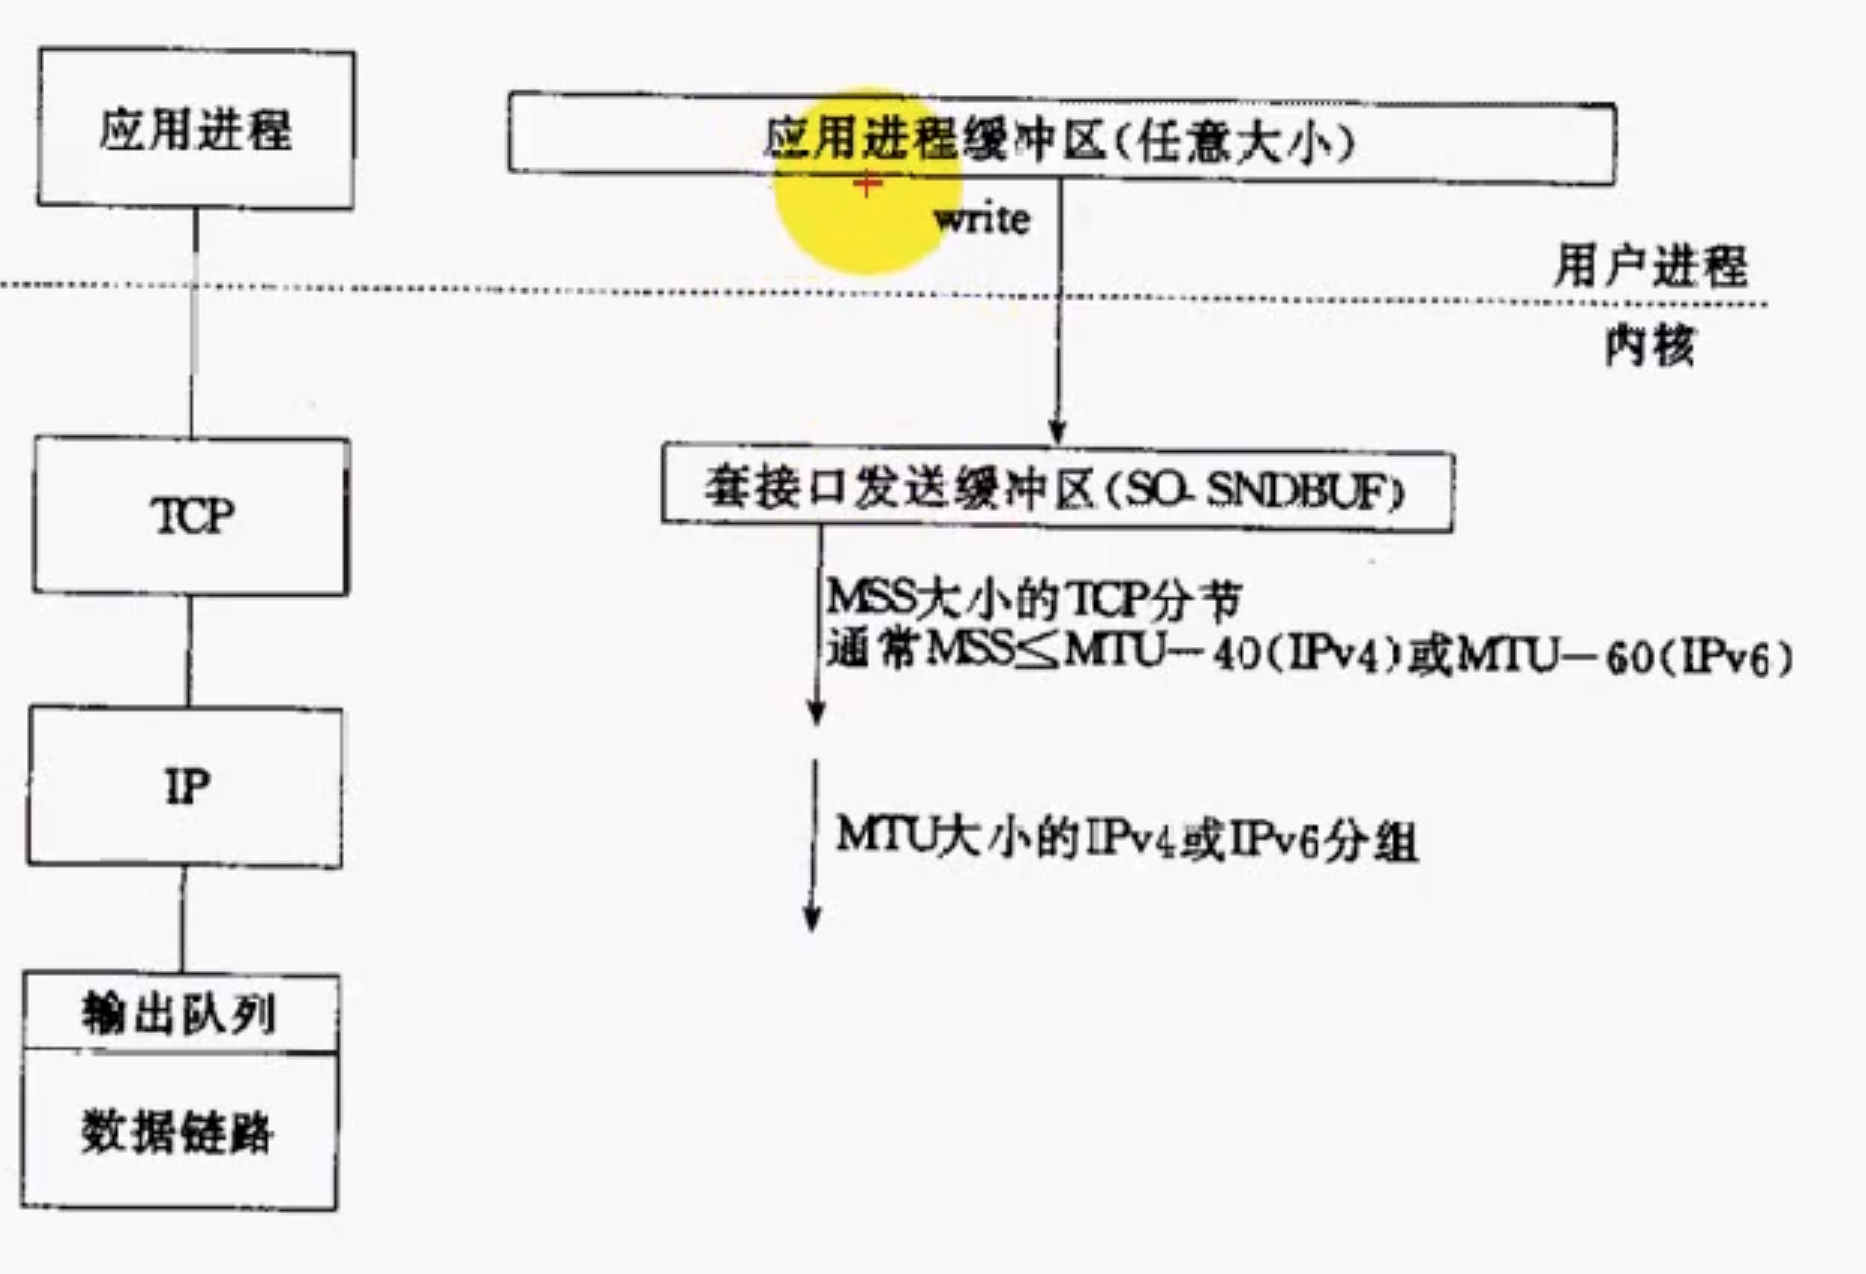 应用进程
应用进程缓冲区(任意大小)
write
用户进程
内核
TCP
套接口发送缓冲区(SO-SNDBUF)
MSS大小的TCP分节
通常MSS≤MTU-40(IPv4)或MTU-60(IPv6)
IP
MTU大小的IPv4或IPv6分组
输出队列
数据链路